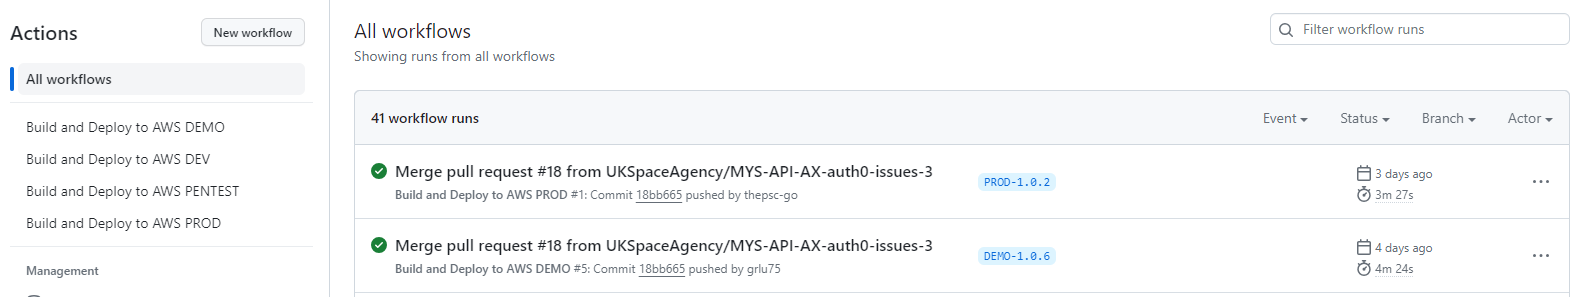 Actions
New workflow
All workflows
Build and Deploy to AWS DEMO
Build and Deploy to AWS DEV
Build and Deploy to AWS PENTEST
Build and Deploy to AWS PROD
Management
All workflows
Showing runs from all workflows
Filter workflow runs
41 workflow runs
Event
Status
Branch
Actor
Merge pull request #18 from UKSpaceAgency/MYS-API-AX-auth0-issues-3
Build and Deploy to AWS PROD #1: Commit 18bb665 pushed by thepsc-go
PROD-1.0.2
3 days ago
3m 27s
Merge pull request #18 from UKSpaceAgency/MYS-API-AX-auth0-issues-3
Build and Deploy to AWS DEMO #5: Commit 18bb665 pushed by grlu75
DEMO-1.0.6
4 days ago
4m 24s